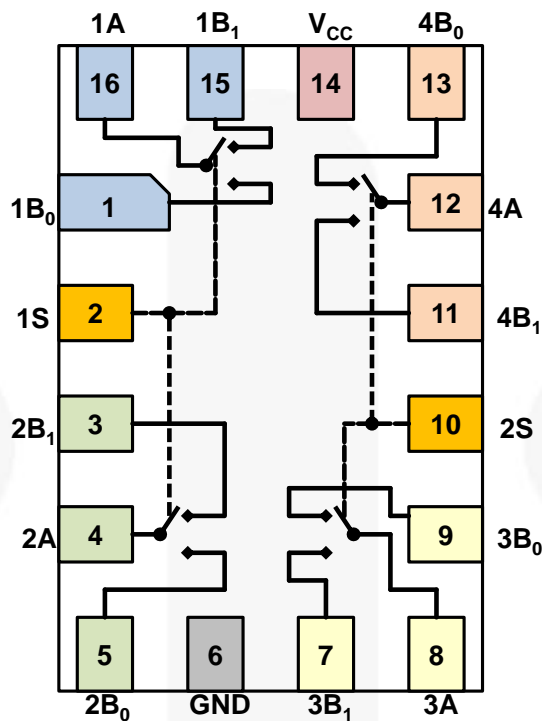 1A 1B₁ V_CC 4B₀
16 15 14 13
1B₀ 1 12 4A
1S 2 11 4B₁
2B₁ 3 10 2S
2A 4 9 3B₀
5 6 7 8
2B₀ GND 3B₁ 3A